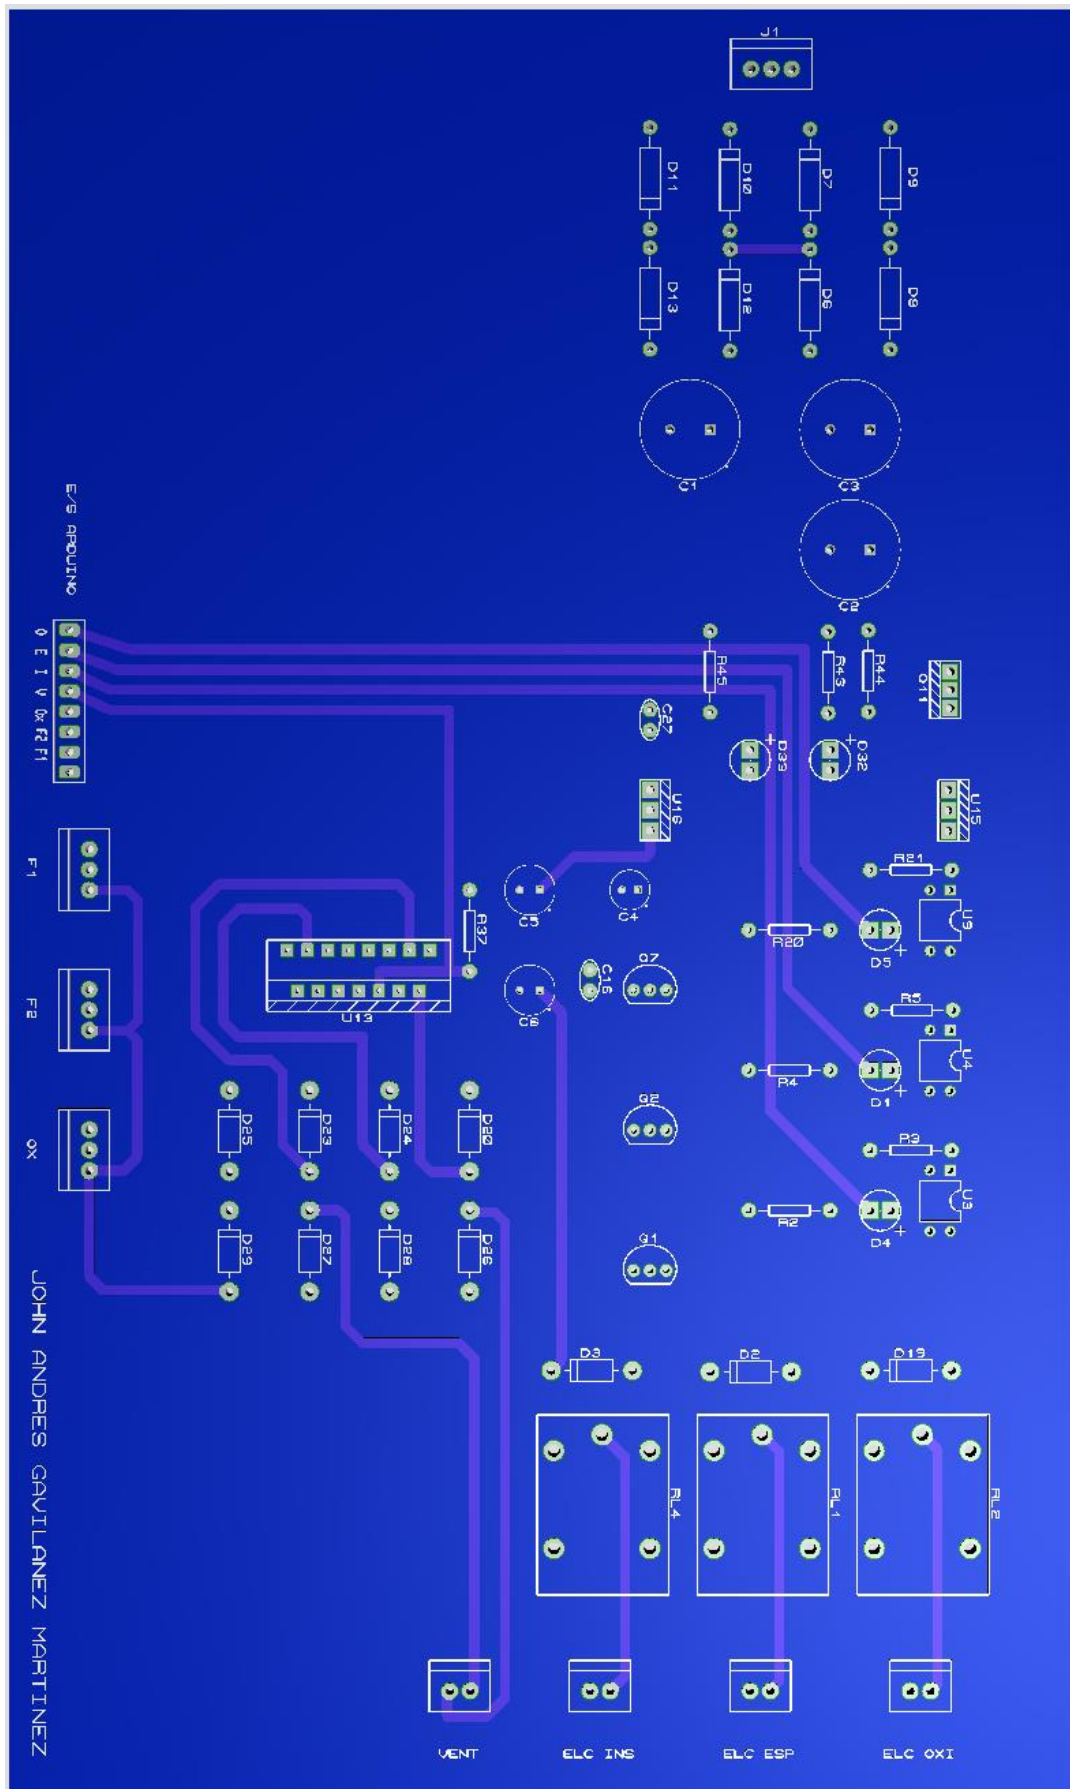 J1
D11
D10
D7
D9
D13
D12
D6
D9
C1
C3
C2
E/S ARDUINO
O
E
I
V
Ox
F2
F1
R45
R43
R44
Q11
C27
D33
D32
U16
U15
F1
R21
R37
C5
C4
U9
R20
D5
F2
U13
C6
C16
Q7
R5
U4
R4
D1
OX
D25
D23
D24
D20
Q2
R3
U3
R2
D4
D29
D27
D28
D26
Q1
JOHN ANDRES GAVILANEZ MARTINEZ
D3
D2
D19
RL4
RL1
RL2
VENT
ELC INS
ELC ESP
ELC OXI